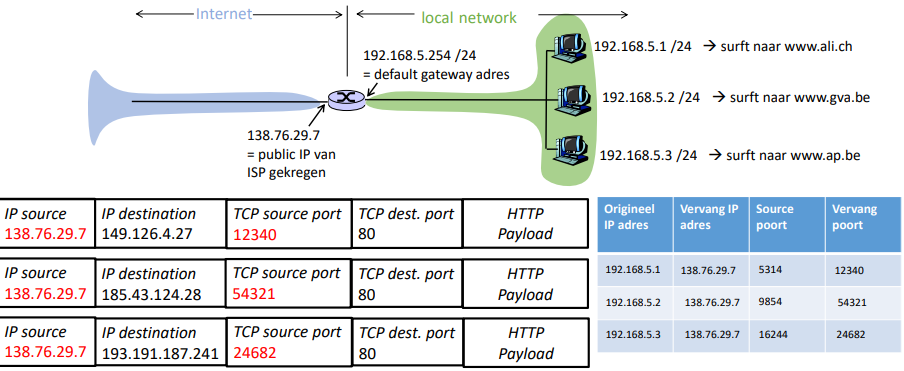 Internet
local network
192.168.5.254 /24
= default gateway adres
192.168.5.1 /24 → surft naar www.ali.ch
192.168.5.2 /24 → surft naar www.gva.be
192.168.5.3 /24 → surft naar www.ap.be
138.76.29.7
= public IP van
ISP gekregen
IP source IP destination TCP source port TCP dest. port HTTP
138.76.29.7 149.126.4.27 12340 80 Payload
IP source IP destination TCP source port TCP dest. port HTTP
138.76.29.7 185.43.124.28 54321 80 Payload
IP source IP destination TCP source port TCP dest. port HTTP
138.76.29.7 193.191.187.241 24682 80 Payload
Origineel Vervang IP Source Vervang
IP adres adres poort poort
192.168.5.1 138.76.29.7 5314 12340
192.168.5.2 138.76.29.7 9854 54321
192.168.5.3 138.76.29.7 16244 24682